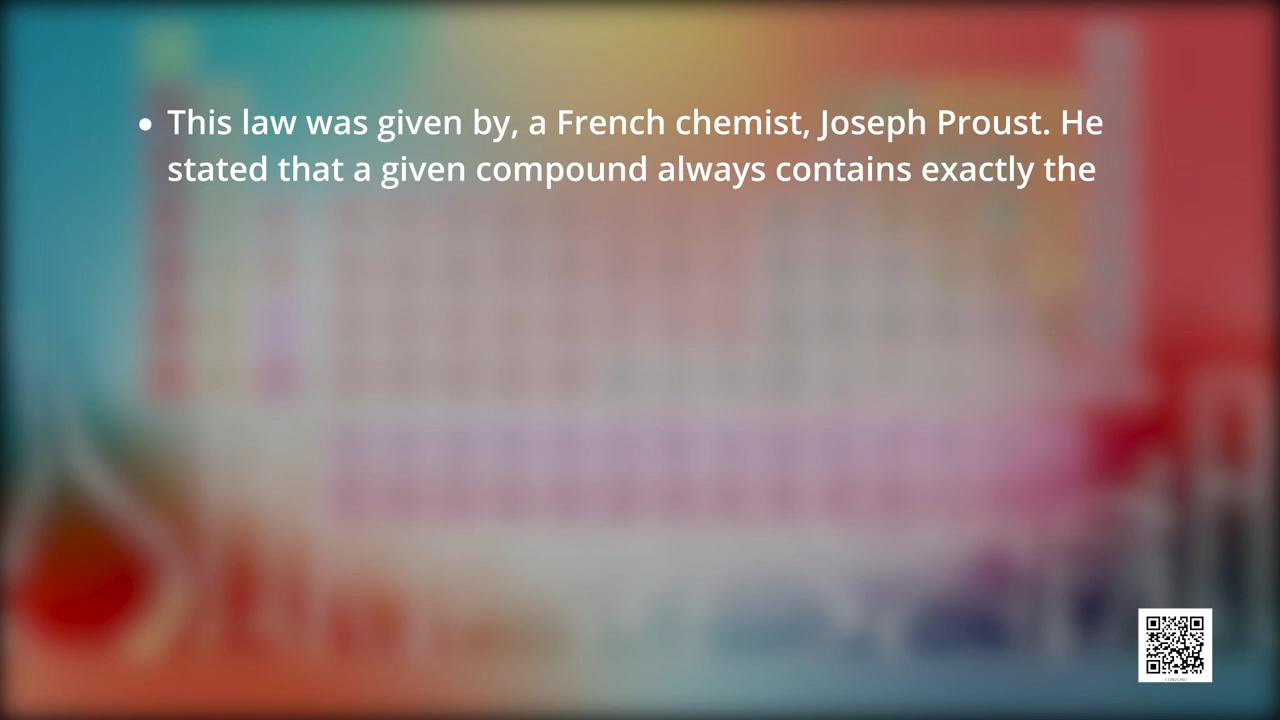 • This law was given by, a French chemist, Joseph Proust. He
stated that a given compound always contains exactly the